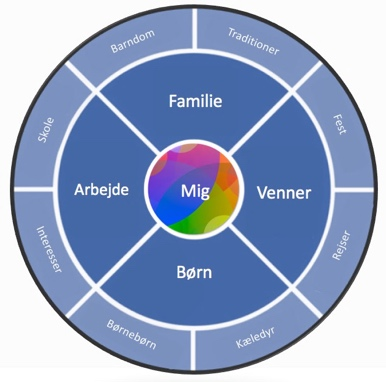 Barndom
Traditioner
Skole
Familie
Fest
Arbejde
Mig
Venner
Interesser
Børn
Rejser
Børnebørn
Kæledyr